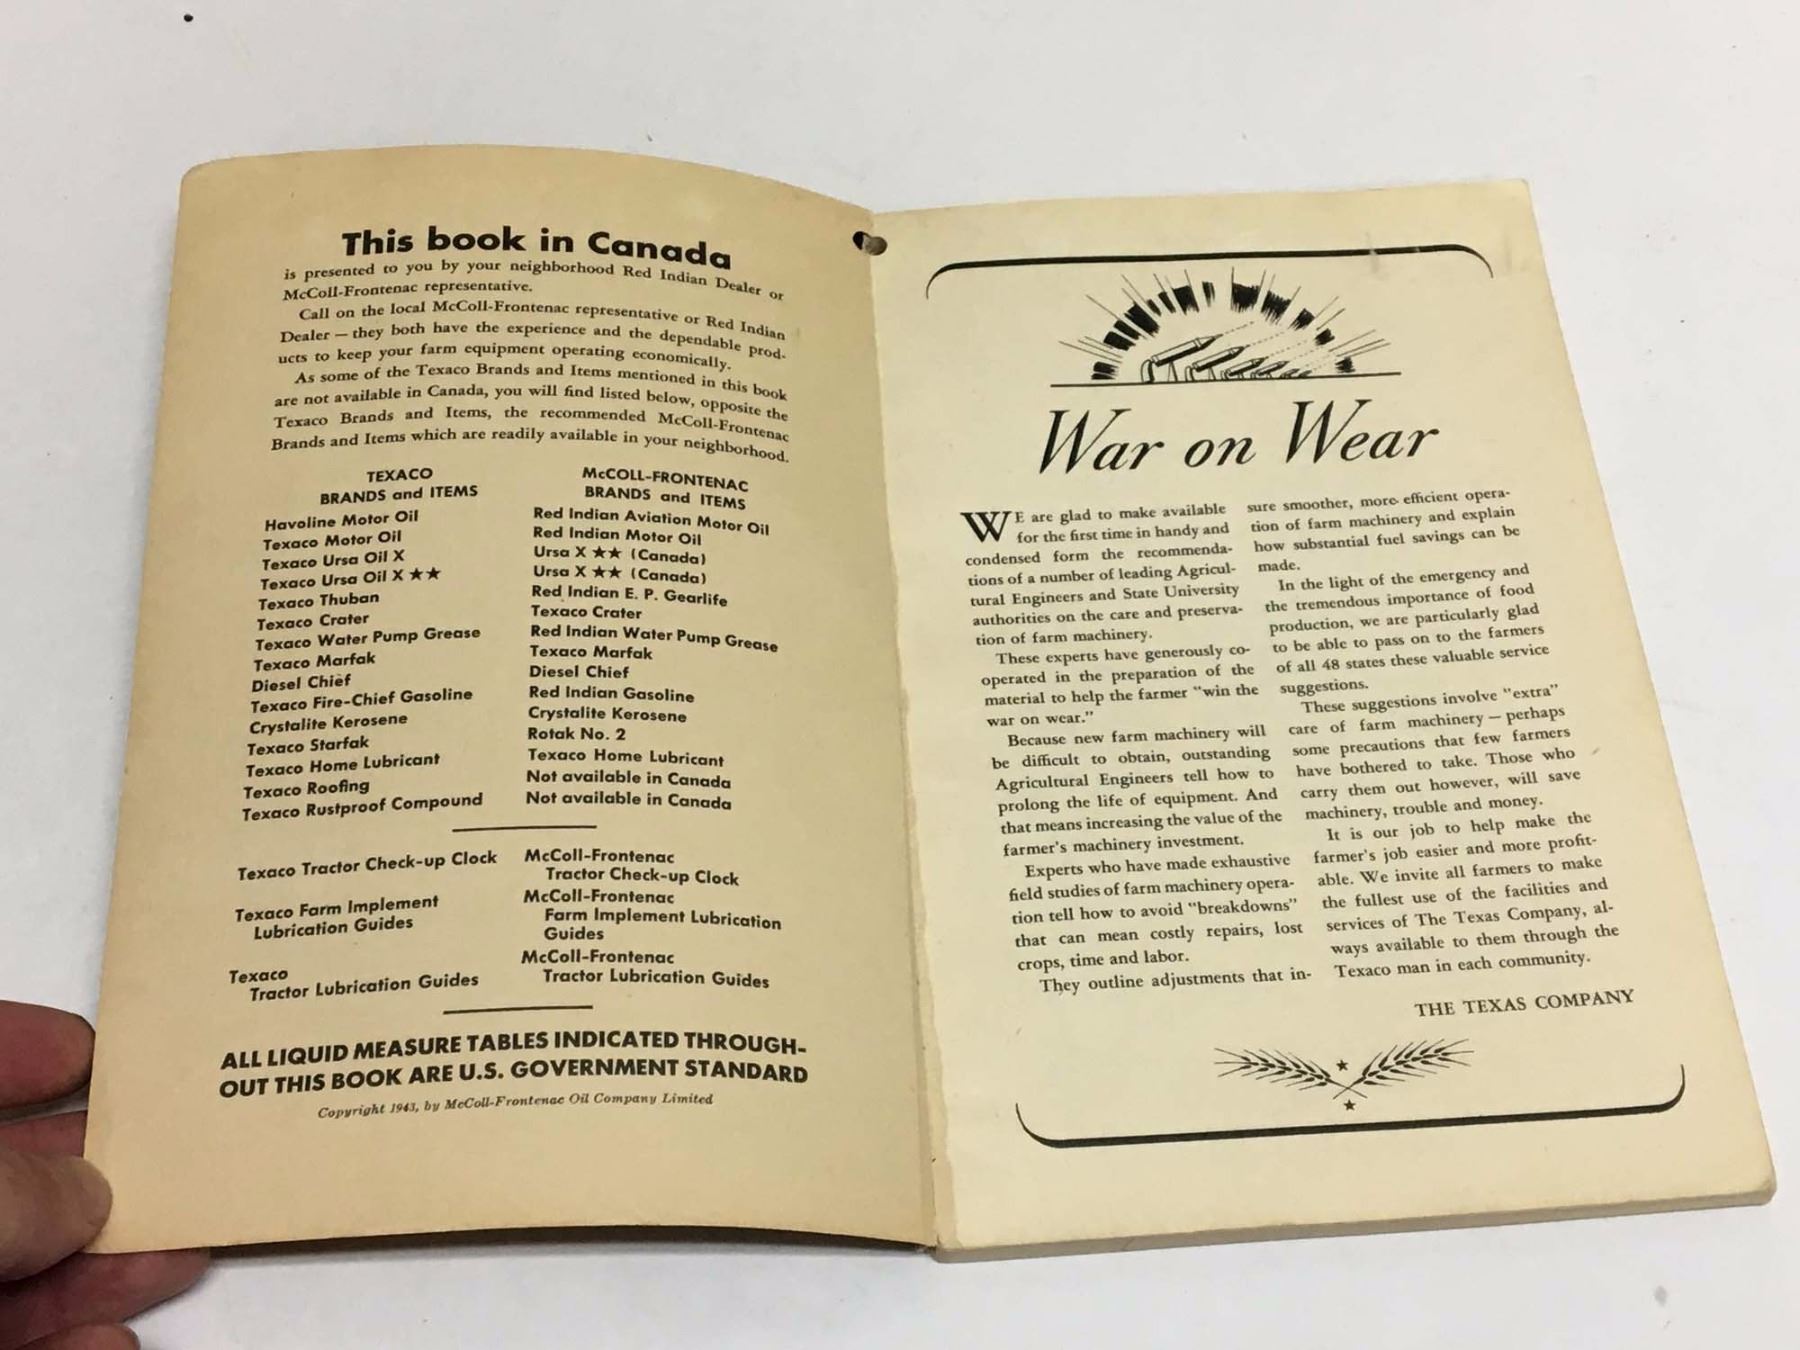 This book in Canada
is presented to you by your neighborhood Red Indian Dealer or
McColl-Frontenac representative.
Call on the local McColl-Frontenac representative or Red Indian
Dealer — they both have the experience and the dependable prod-
ucts to keep your farm equipment operating economically.
As some of the Texaco Brands and Items mentioned in this book
are not available in Canada, you will find listed below, opposite the
Texaco Brands and Items, the recommended McColl-Frontenac
Brands and Items which are readily available in your neighborhood.
TEXACO
BRANDS and ITEMS
Havoline Motor Oil
Texaco Motor Oil
Texaco Ursa Oil X
Texaco Ursa Oil X ★★
Texaco Thuban
Texaco Crater
Texaco Water Pump Grease
Texaco Marfak
Diesel Chief
Texaco Fire-Chief Gasoline
Crystalite Kerosene
Texaco Starfak
Texaco Home Lubricant
Texaco Roofing
Texaco Rustproof Compound
McCOLL-FRONTENAC
BRANDS and ITEMS
Red Indian Aviation Motor Oil
Red Indian Motor Oil
Ursa X ★★ (Canada)
Ursa X ★★ (Canada)
Red Indian E. P. Gearlife
Texaco Crater
Red Indian Water Pump Grease
Texaco Marfak
Diesel Chief
Red Indian Gasoline
Crystalite Kerosene
Rotak No. 2
Texaco Home Lubricant
Not available in Canada
Not available in Canada
Texaco Tractor Check-up Clock
Texaco Farm Implement
Lubrication Guides
Texaco
Tractor Lubrication Guides
McColl-Frontenac
Tractor Check-up Clock
McColl-Frontenac
Farm Implement Lubrication
Guides
McColl-Frontenac
Tractor Lubrication Guides
ALL LIQUID MEASURE TABLES INDICATED THROUGH-
OUT THIS BOOK ARE U.S. GOVERNMENT STANDARD
Copyright 1943, by McColl-Frontenac Oil Company Limited
War on Wear
WE are glad to make available
for the first time in handy and
condensed form the recommenda-
tions of a number of leading Agricul-
tural Engineers and State University
authorities on the care and preserva-
tion of farm machinery.
These experts have generously co-
operated in the preparation of the
material to help the farmer "win the
war on wear."
Because new farm machinery will
be difficult to obtain, outstanding
Agricultural Engineers tell how to
prolong the life of equipment. And
that means increasing the value of the
farmer's machinery investment.
Experts who have made exhaustive
field studies of farm machinery opera-
tion tell how to avoid "breakdowns"
that can mean costly repairs, lost
crops, time and labor.
They outline adjustments that in-
sure smoother, more efficient opera-
tion of farm machinery and explain
how substantial fuel savings can be
made.
In the light of the emergency and
the tremendous importance of food
production, we are particularly glad
to be able to pass on to the farmers
of all 48 states these valuable service
suggestions.
These suggestions involve "extra"
care of farm machinery — perhaps
some precautions that few farmers
have bothered to take. Those who
carry them out however, will save
machinery, trouble and money.
It is our job to help make the
farmer's job easier and more profit-
able. We invite all farmers to make
the fullest use of the facilities and
services of The Texas Company, al-
ways available to them through the
Texaco man in each community.
THE TEXAS COMPANY